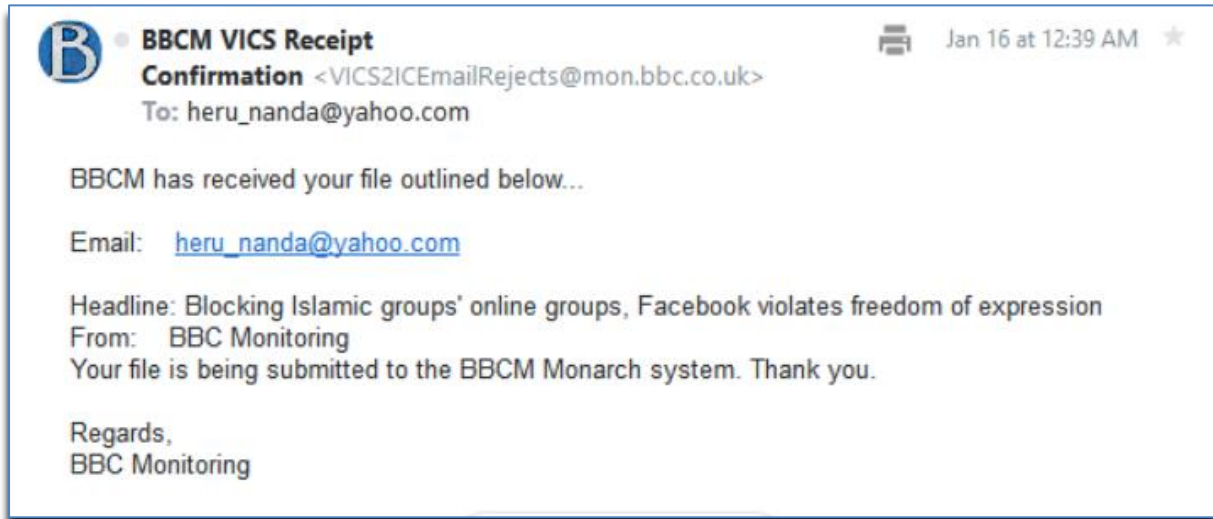 B
BBCM VICS Receipt
Confirmation <VICS2ICEmailRejects@mon.bbc.co.uk>
Jan 16 at 12:39 AM
To: heru_nanda@yahoo.com
BBCM has received your file outlined below...
Email: heru_nanda@yahoo.com
Headline: Blocking Islamic groups' online groups, Facebook violates freedom of expression
From: BBC Monitoring
Your file is being submitted to the BBCM Monarch system. Thank you.
Regards,
BBC Monitoring